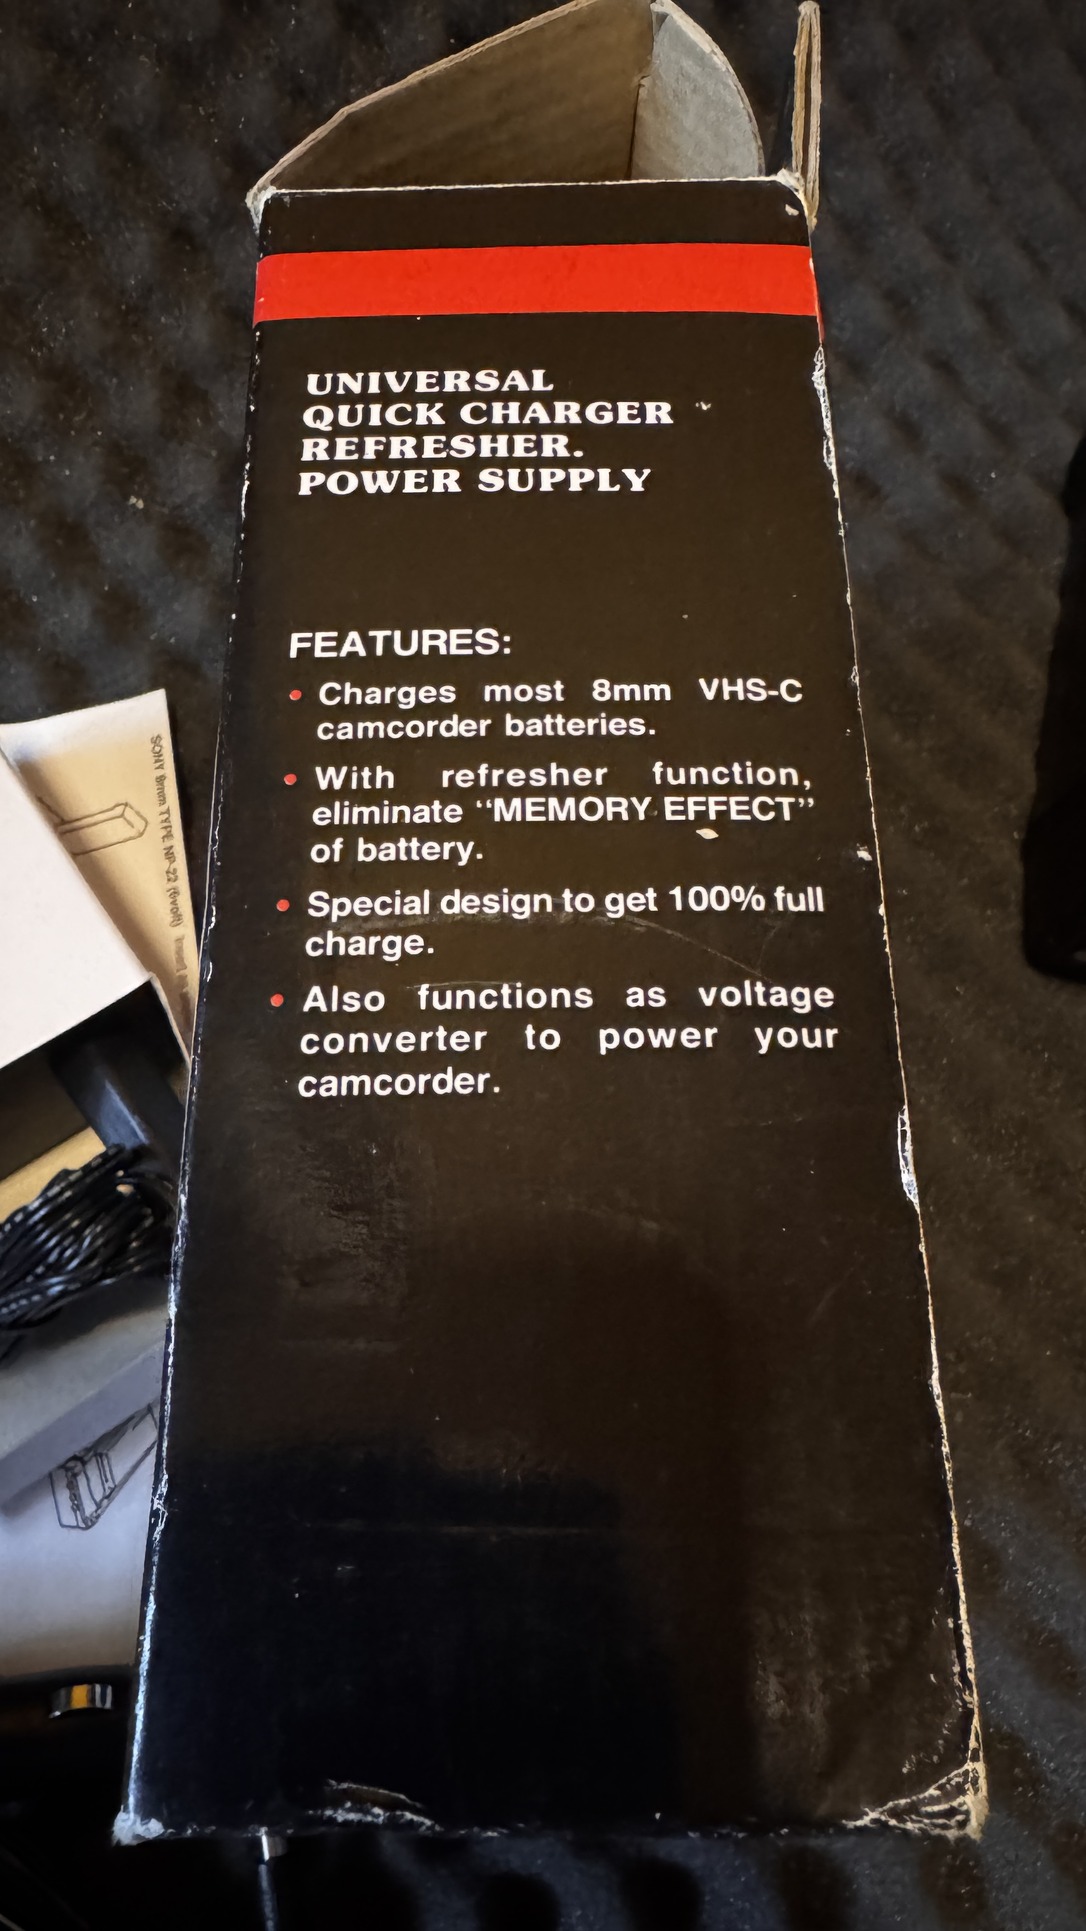 UNIVERSAL
QUICK CHARGER
REFRESHER.
POWER SUPPLY
FEATURES:
• Charges most 8mm VHS-C
camcorder batteries.
• With refresher function,
eliminate “MEMORY EFFECT”
of battery.
• Special design to get 100% full
charge.
• Also functions as voltage
converter to power your
camcorder.
SONY 8mm TYPE NP-22 (6volt) Insert